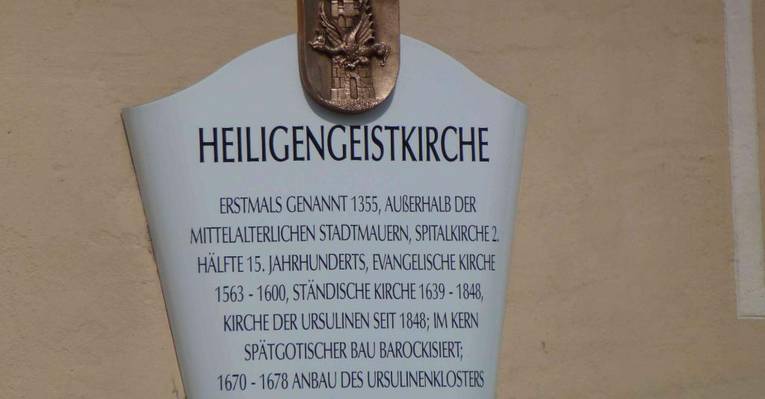 HEILIGENGEISTKIRCHE
ERSTMALS GENANNT 1355, AUßERHALB DER
MITTELALTERLICHEN STADTMAUERN, SPITALKIRCHE 2.
HÄLFTE 15. JAHRHUNDERTS, EVANGELISCHE KIRCHE
1563 - 1600, STÄNDISCHE KIRCHE 1639 - 1848,
KIRCHE DER URSULINEN SEIT 1848; IM KERN
SPÄTGOTISCHER BAU BAROCKISIERT;
1670 - 1678 ANBAU DES URSULINENKLOSTERS